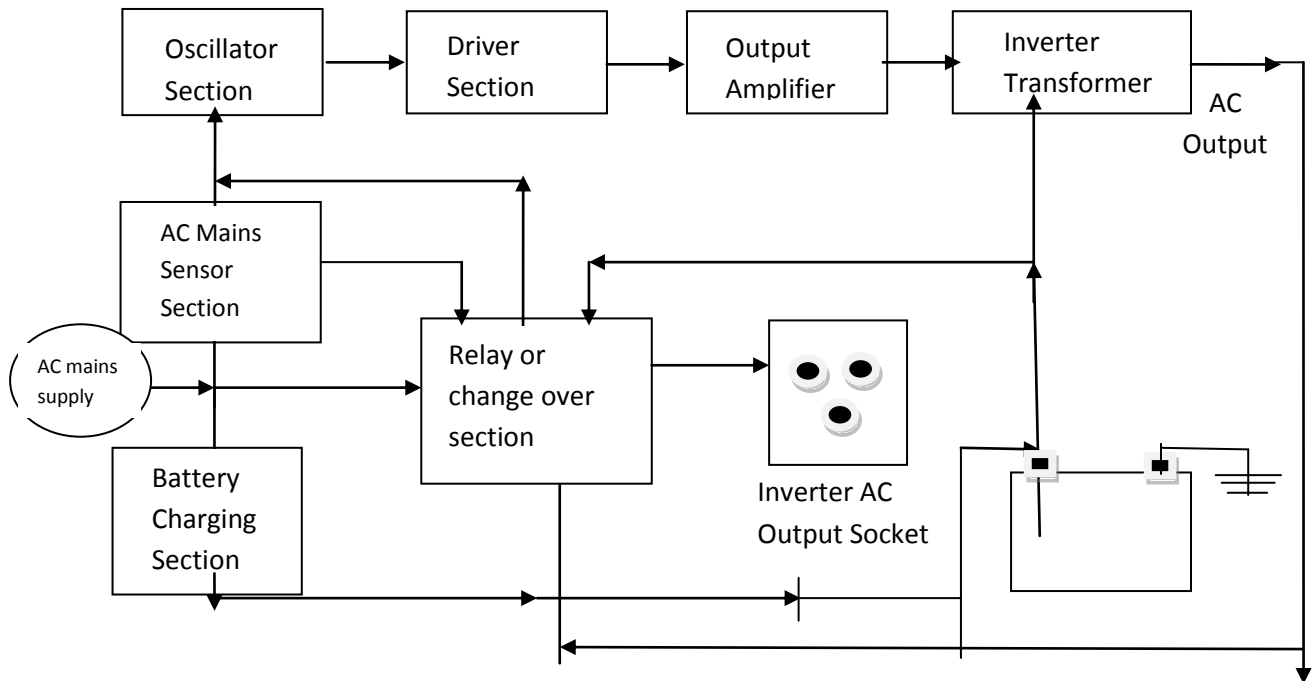 Oscillator
Section
Driver
Section
Output
Amplifier
Inverter
Transformer
AC
Output
AC Mains
Sensor
Section
AC mains
supply
Relay or
change over
section
Battery
Charging
Section
Inverter AC
Output Socket